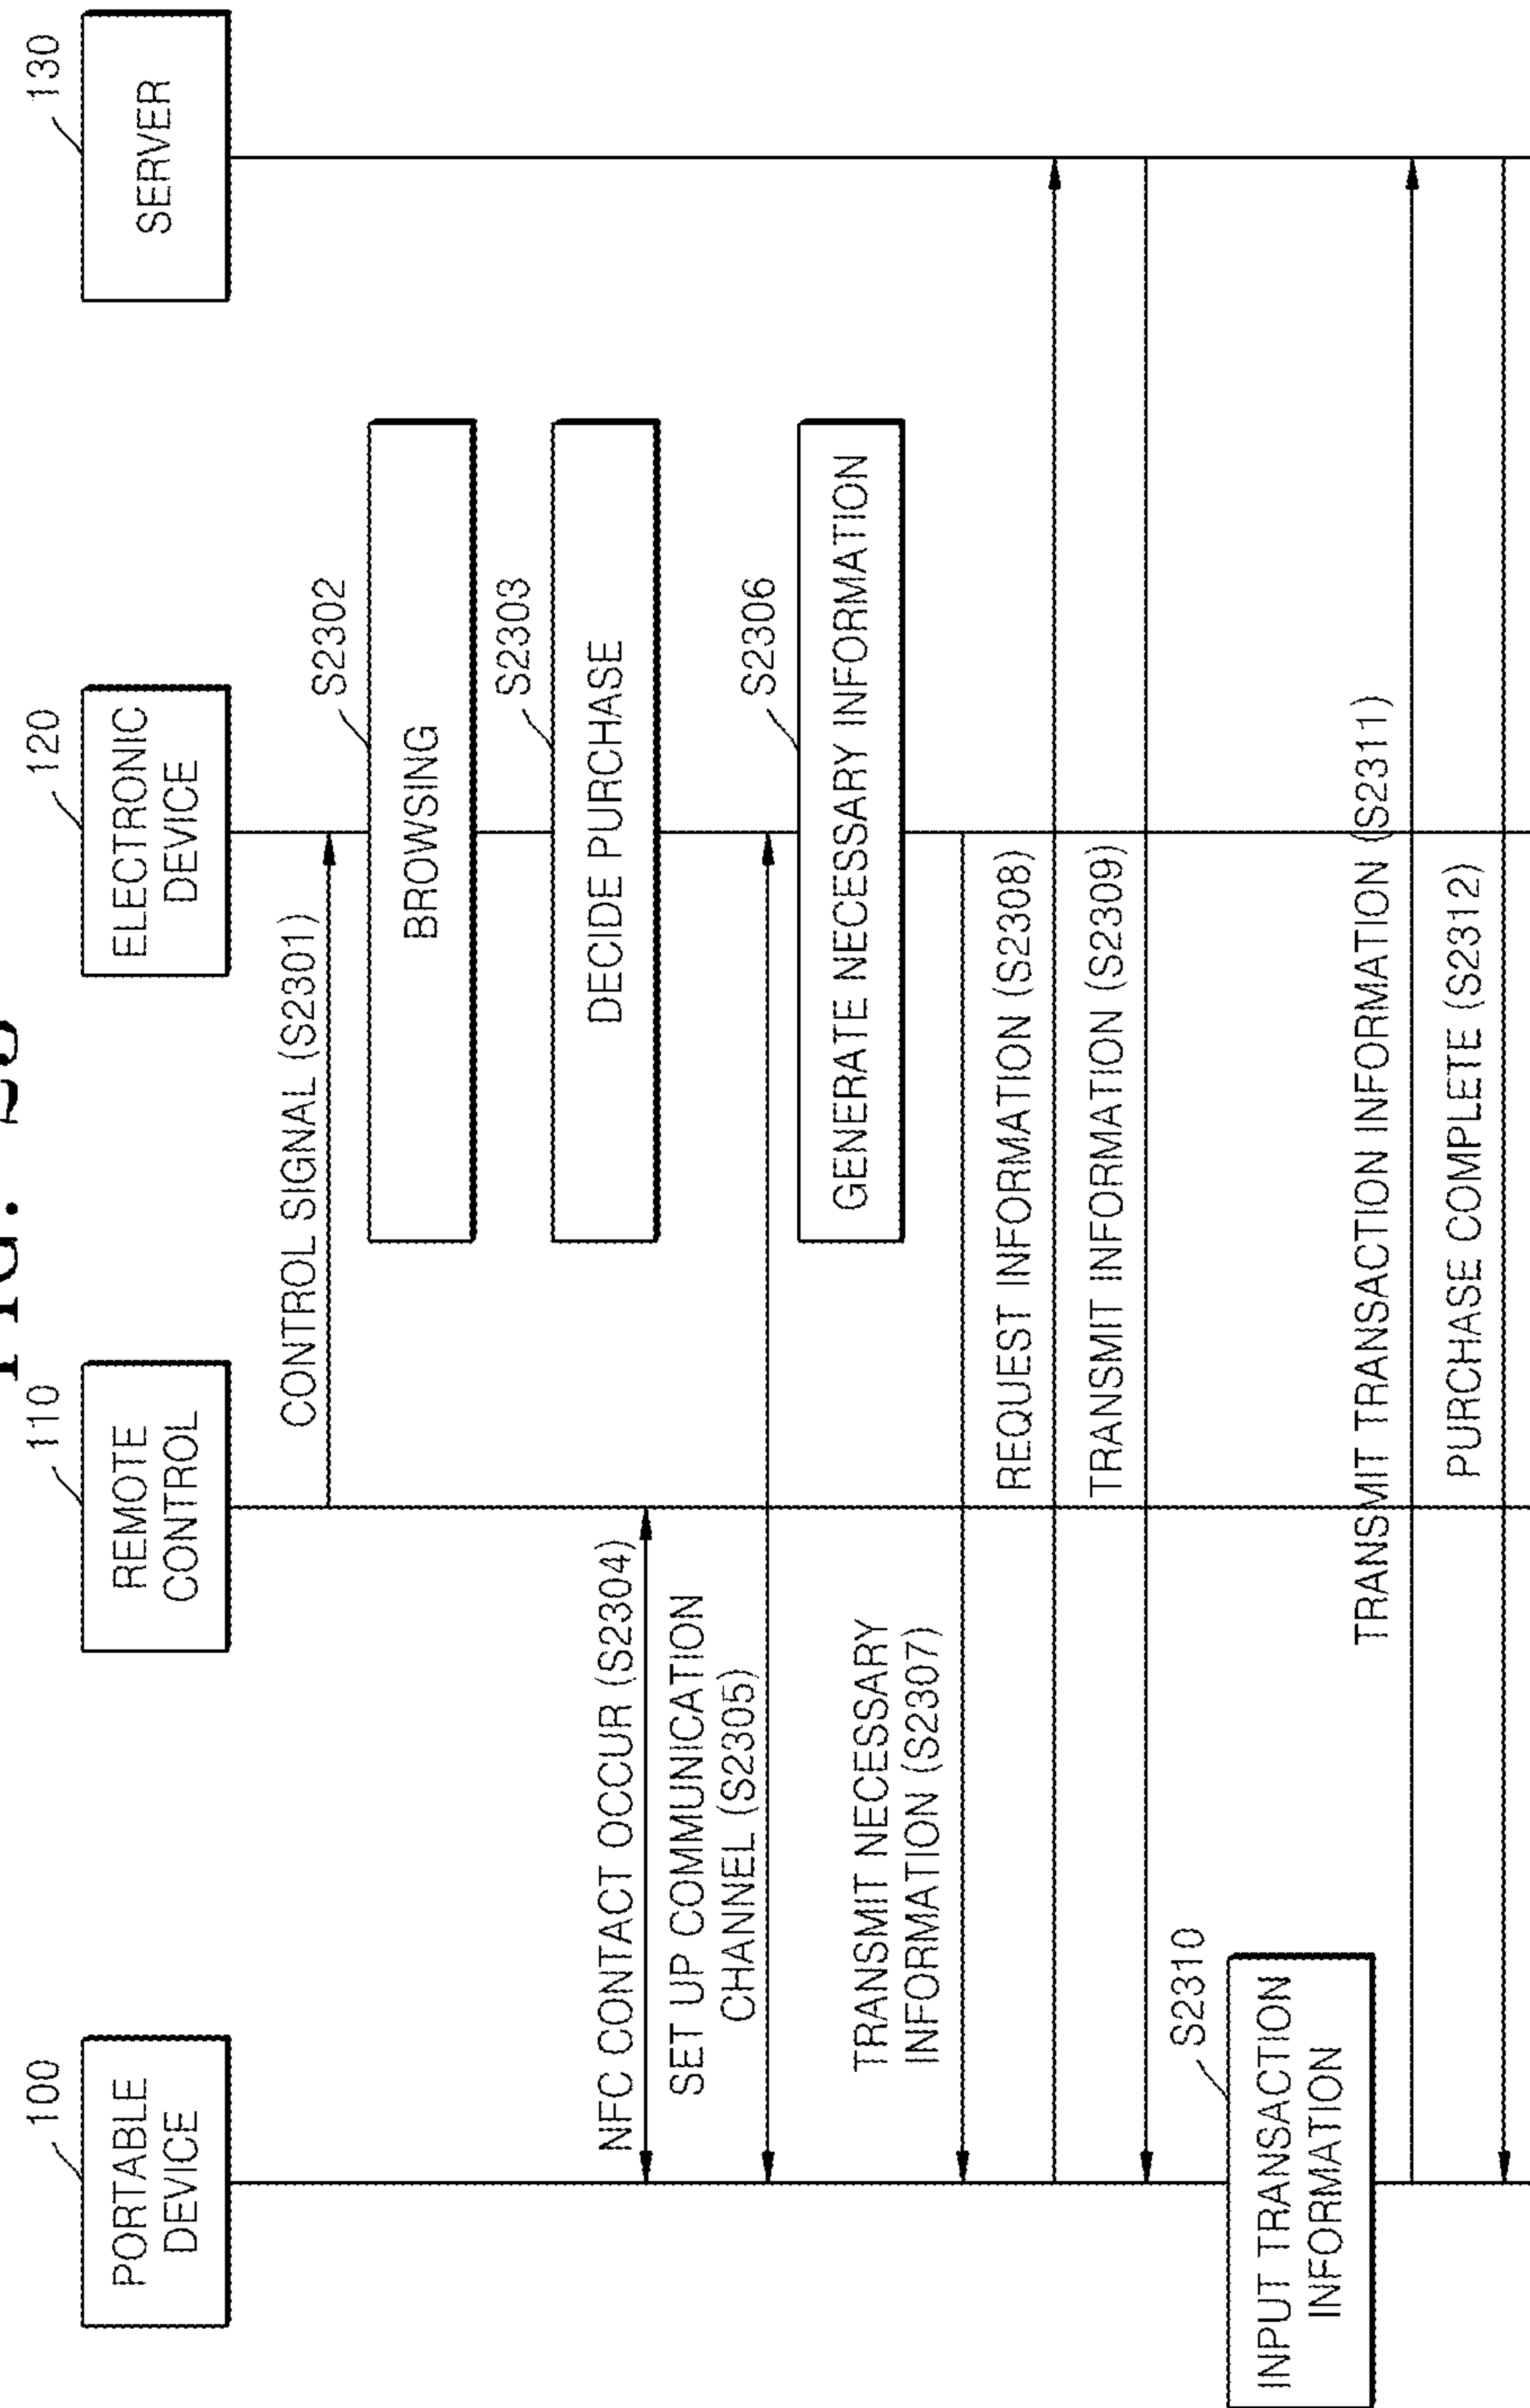 FIG. 23
100
PORTABLE
DEVICE
110
REMOTE
CONTROL
120
ELECTRONIC
DEVICE
130
SERVER
CONTROL SIGNAL (S2301)
S2302
BROWSING
S2303
DECIDE PURCHASE
NFC CONTACT OCCUR (S2304)
SET UP COMMUNICATION
CHANNEL (S2305)
S2306
GENERATE NECESSARY INFORMATION
TRANSMIT NECESSARY
INFORMATION (S2307)
REQUEST INFORMATION (S2308)
TRANSMIT INFORMATION (S2309)
S2310
INPUT TRANSACTION
INFORMATION
TRANSMIT TRANSACTION INFORMATION (S2311)
PURCHASE COMPLETE (S2312)